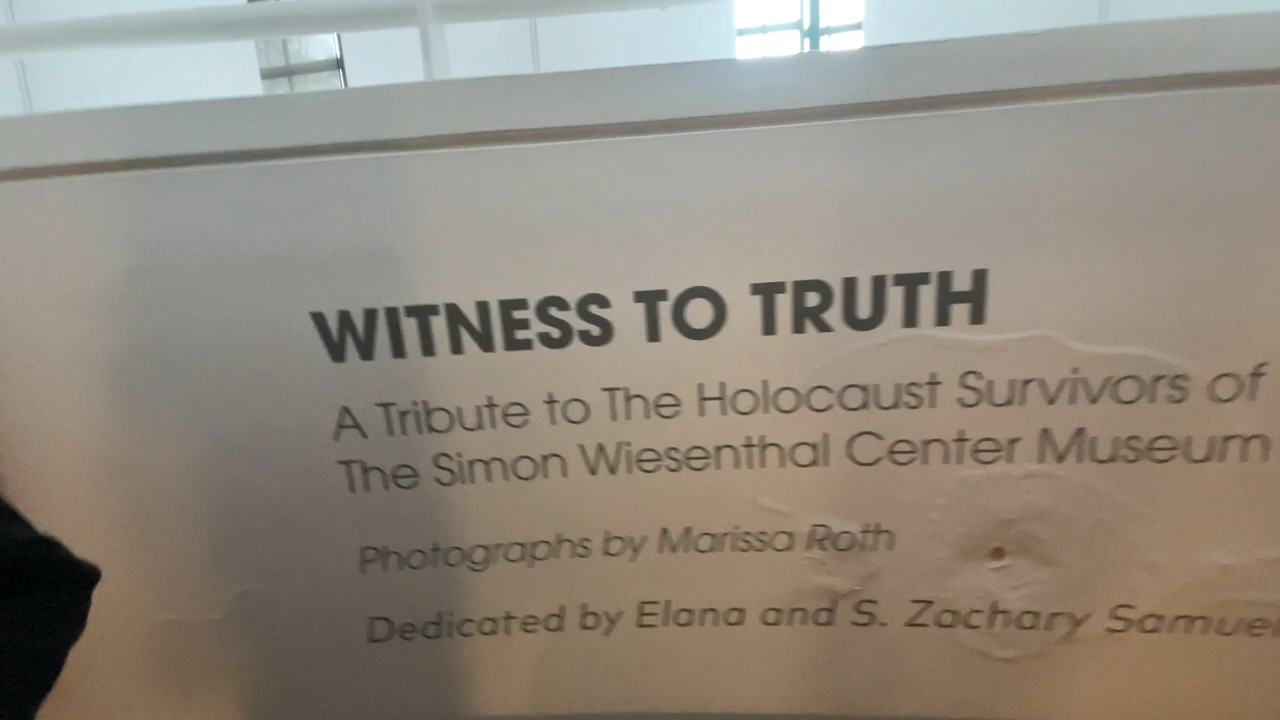 WITNESS TO TRUTH
A Tribute to The Holocaust Survivors of
The Simon Wiesenthal Center Museum
Photographs by Marissa Roth
Dedicated by Elana and S. Zachary